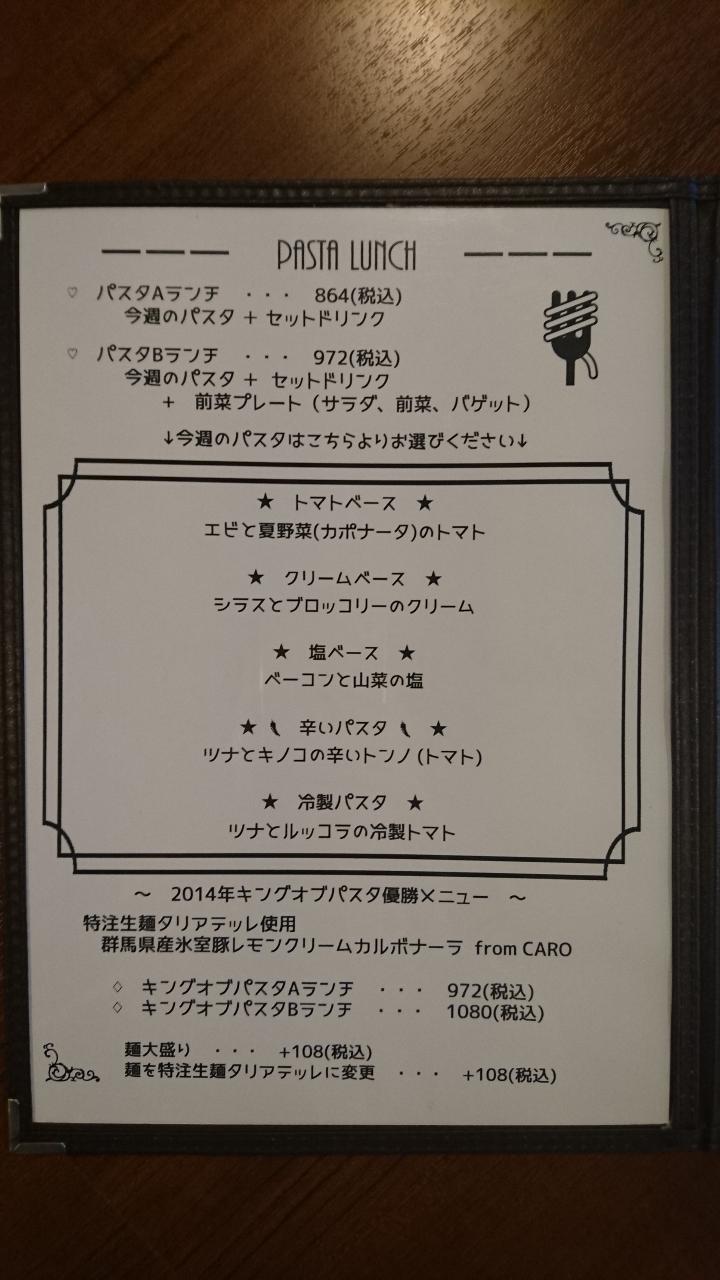 PASTA LUNCH
♡ パスタAランチ ・・・ 864(税込)
今週のパスタ + セットドリンク
♡ パスタBランチ ・・・ 972(税込)
今週のパスタ + セットドリンク
+ 前菜プレート（サラダ、前菜、バゲット）
↓今週のパスタはこちらよりお選びください↓
★ トマトベース ★
エビと夏野菜(カポナータ)のトマト
★ クリームベース ★
シラスとブロッコリーのクリーム
★ 塩ベース ★
ベーコンと山菜の塩
★ 辛いパスタ ★
ツナとキノコの辛いトンノ(トマト)
★ 冷製パスタ ★
ツナとルッコラの冷製トマト
～ 2014年キングオブパスタ優勝メニュー ～
特注生麺タリアテッレ使用
群馬県産氷室豚レモンクリームカルボナーラ from CARO
♢ キングオブパスタAランチ ・・・ 972(税込)
♢ キングオブパスタBランチ ・・・ 1080(税込)
麺大盛り ・・・ +108(税込)
麺を特注生麺タリアテッレに変更 ・・・ +108(税込)